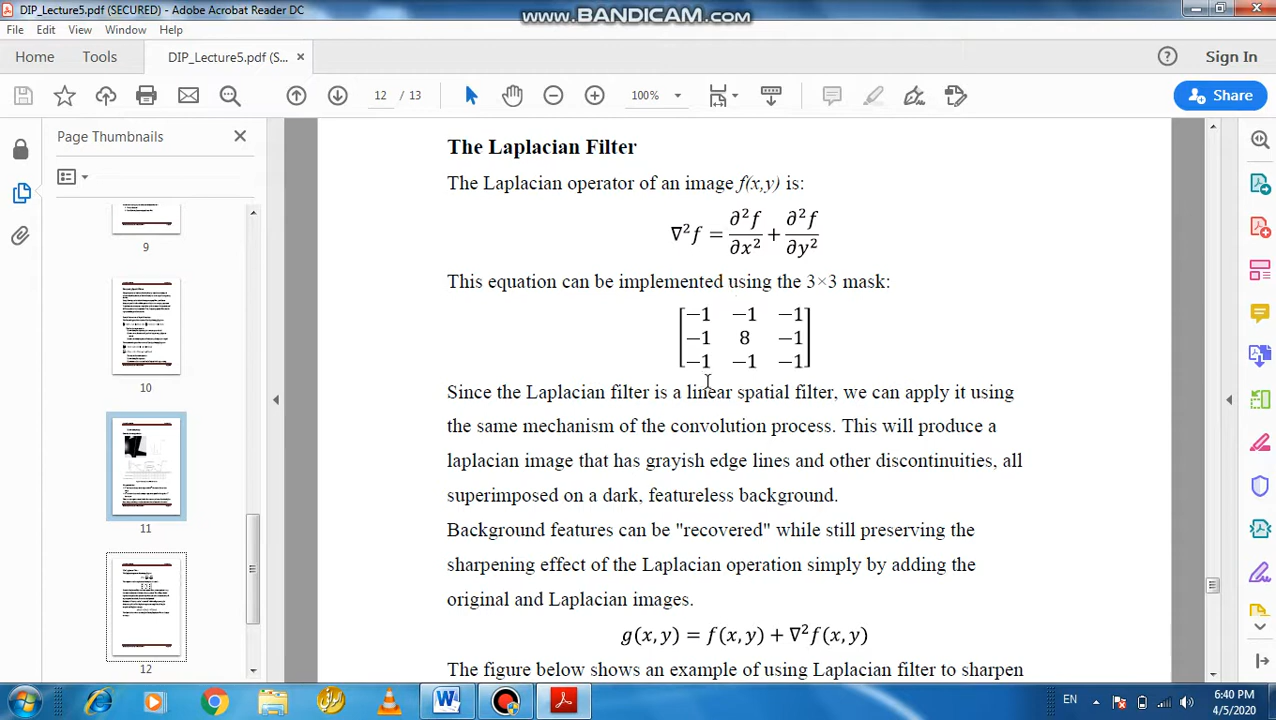 DIP_Lecture5.pdf (SECURED) - Adobe Acrobat Reader DC
www.BANDICAM.com
File Edit View Window Help
Home Tools DIP_Lecture5.pdf (S... × Sign In
12 / 13 100% Share
Page Thumbnails
9
10
11
12
The Laplacian Filter
The Laplacian operator of an image f(x,y) is:
∇²f = ∂²f/∂x² + ∂²f/∂y²
This equation can be implemented using the 3×3 mask:
−1 −1 −1
−1 8 −1
−1 −1 −1
Since the Laplacian filter is a linear spatial filter, we can apply it using
the same mechanism of the convolution process. This will produce a
laplacian image that has grayish edge lines and other discontinuities, all
superimposed on a dark, featureless background.
Background features can be "recovered" while still preserving the
sharpening effect of the Laplacian operation simply by adding the
original and Laplacian images.
g(x, y) = f(x, y) + ∇²f(x, y)
The figure below shows an example of using Laplacian filter to sharpen
EN
6:40 PM
4/5/2020